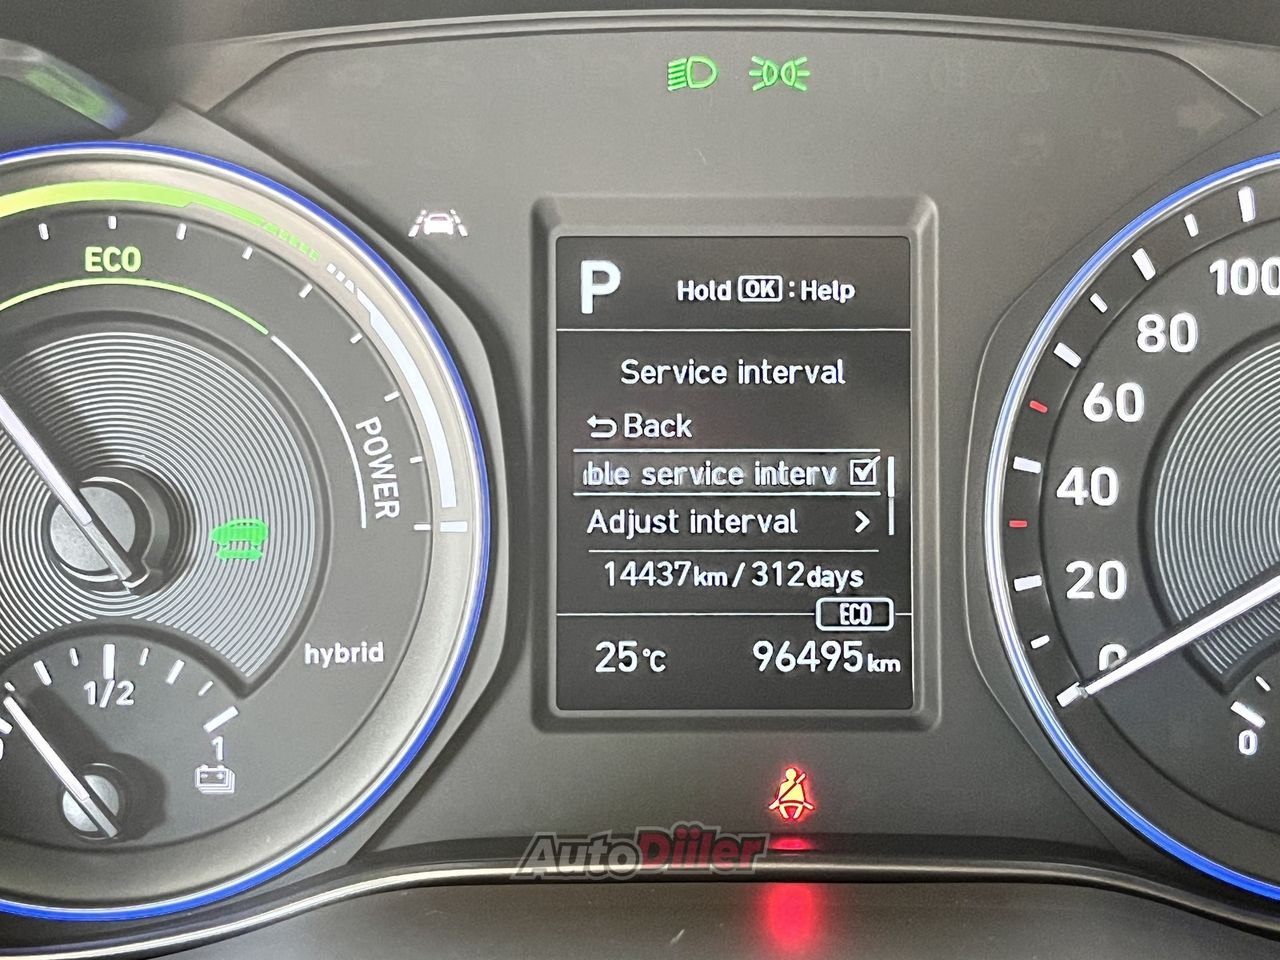 ECO
POWER
hybrid
1/2
1
P
Hold OK : Help
Service interval
Back
ble service interv
Adjust interval >
14437km / 312days
ECO
25°C
96495km
100
80
60
40
20
0
0
AutoDiiler